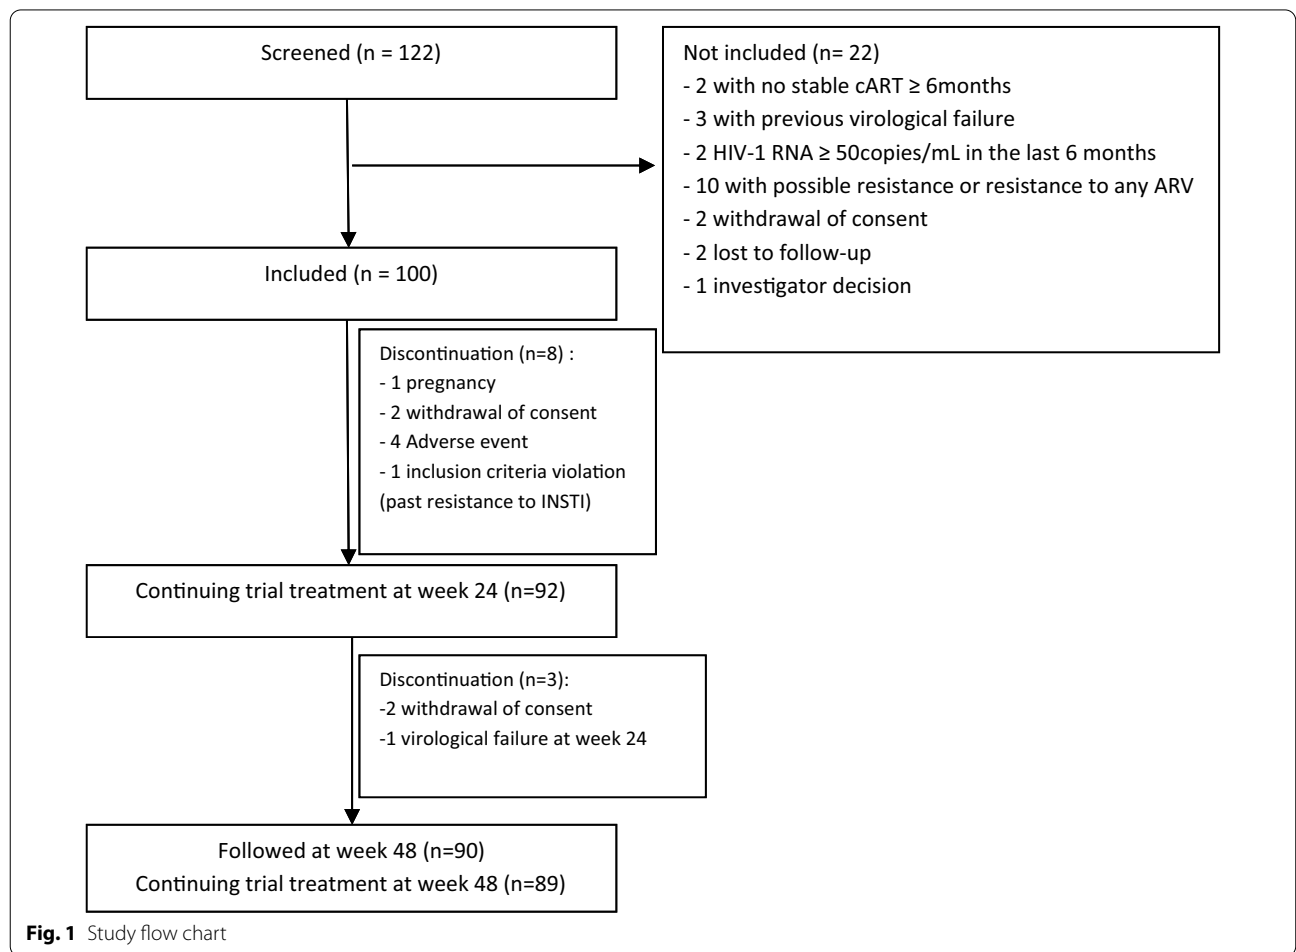 Screened (n = 122)
Not included (n= 22)
- 2 with no stable cART ≥ 6months
- 3 with previous virological failure
- 2 HIV-1 RNA ≥ 50copies/mL in the last 6 months
- 10 with possible resistance or resistance to any ARV
- 2 withdrawal of consent
- 2 lost to follow-up
- 1 investigator decision
Included (n = 100)
Discontinuation (n=8) :
- 1 pregnancy
- 2 withdrawal of consent
- 4 Adverse event
- 1 inclusion criteria violation
(past resistance to INSTI)
Continuing trial treatment at week 24 (n=92)
Discontinuation (n=3):
-2 withdrawal of consent
-1 virological failure at week 24
Followed at week 48 (n=90)
Continuing trial treatment at week 48 (n=89)
Fig. 1 Study flow chart